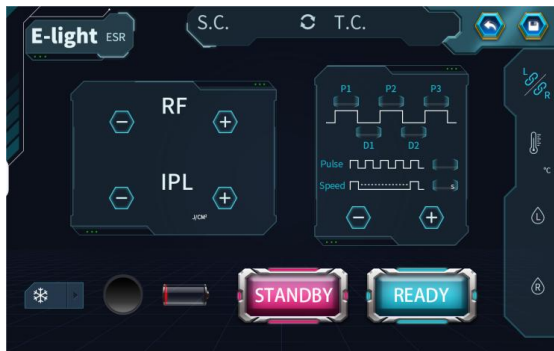 E-light ESR
S.C. T.C.
L R
RF
IPL
J/CM²
P1 P2 P3
D1 D2
Pulse
Speed s
°C
L
R
STANDBY READY